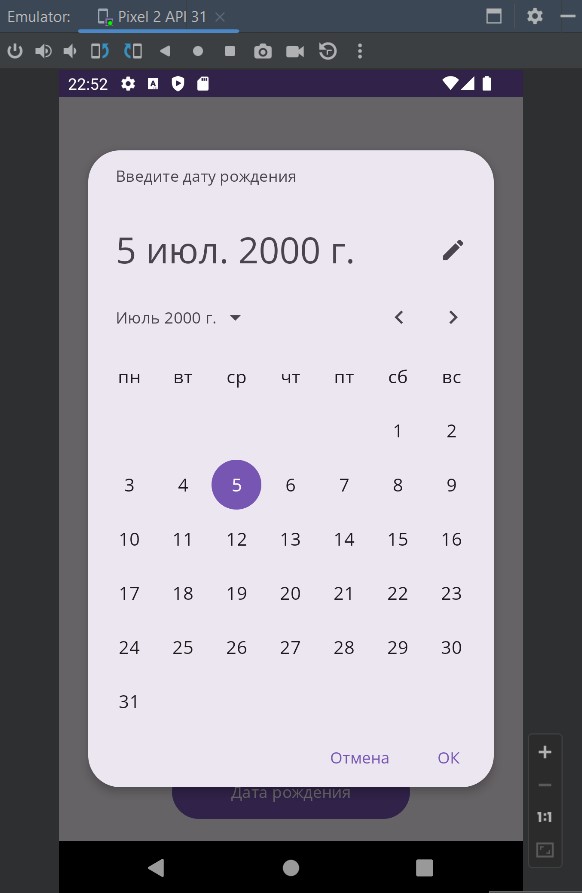 Emulator: Pixel 2 API 31
22:52
Введите дату рождения
5 июл. 2000 г.
Июль 2000 г.
пн вт ср чт пт сб вс
1 2
3 4 5 6 7 8 9
10 11 12 13 14 15 16
17 18 19 20 21 22 23
24 25 26 27 28 29 30
31
Отмена ОК
Дата рождения
1:1